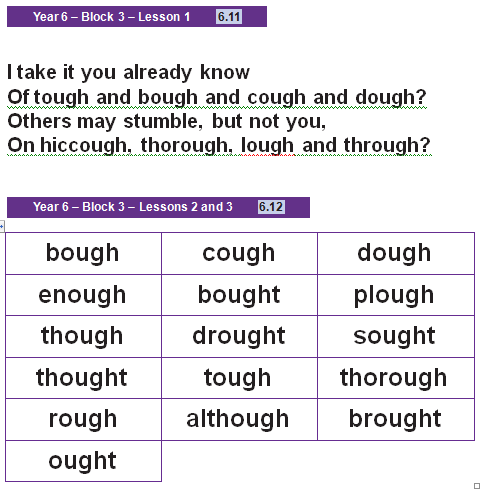 Year 6 – Block 3 – Lesson 1 6.11
I take it you already know
Of tough and bough and cough and dough?
Others may stumble, but not you,
On hiccough, thorough, lough and through?
Year 6 – Block 3 – Lessons 2 and 3 6.12
bough cough dough
enough bought plough
though drought sought
thought tough thorough
rough although brought
ought